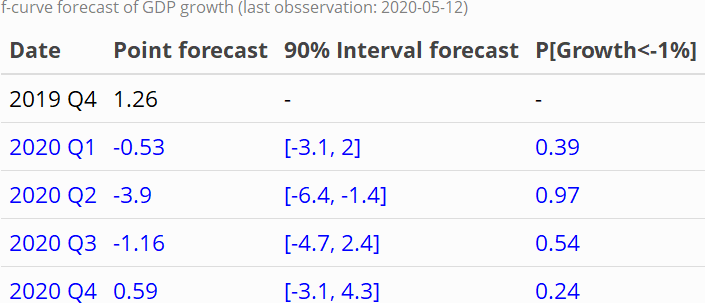 f-curve forecast of GDP growth (last obsservation: 2020-05-12)
Date Point forecast 90% Interval forecast P[Growth<-1%]
2019 Q4 1.26 - -
2020 Q1 -0.53 [-3.1, 2] 0.39
2020 Q2 -3.9 [-6.4, -1.4] 0.97
2020 Q3 -1.16 [-4.7, 2.4] 0.54
2020 Q4 0.59 [-3.1, 4.3] 0.24